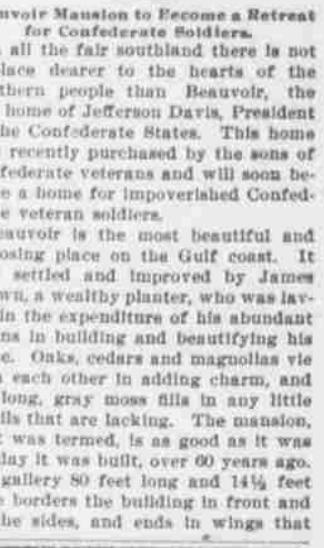 uvoir Mansion to Become a Retreat
for Confederate Soldiers.
all the fair southland there is not
lace dearer to the hearts of the
thern people than Beauvoir, the
home of Jefferson Davis, President
he Confederate States. This home
recently purchased by the sons of
federate veterans and will soon be-
e a home for impoverished Confed-
e veteran soldiers.
eauvoir is the most beautiful and
osing place on the Gulf coast. It
settled and improved by James
wn, a wealthy planter, who was lav-
in the expenditure of his abundant
ns in building and beautifying his
e. Oaks, cedars and magnolias vie
each other in adding charm, and
long, gray moss fills in any little
ils that are lacking. The mansion,
t was termed, is as good as it was
day it was built, over 60 years ago.
gallery 80 feet long and 14½ feet
e borders the building in front and
he sides, and ends in wings that